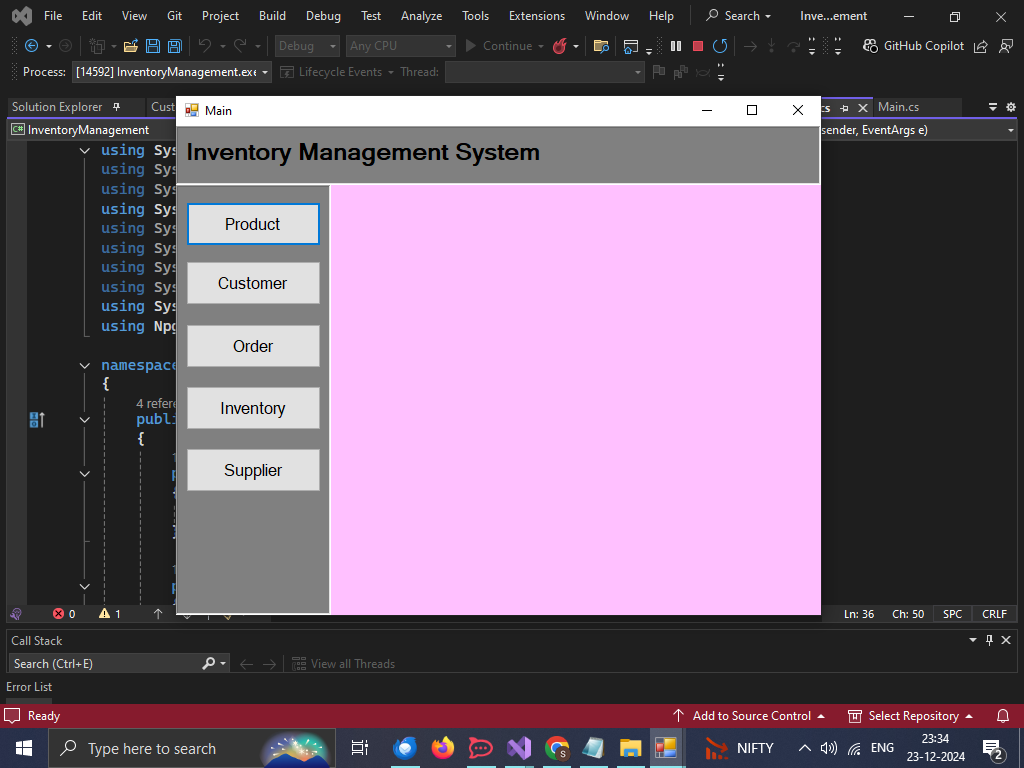 File Edit View Git Project Build Debug Test Analyze Tools Extensions Window Help Search Inve...ement
Debug Any CPU Continue GitHub Copilot
Process: [14592] InventoryManagement.exe Lifecycle Events Thread:
Solution Explorer Cust cs Main.cs
Main
C# InventoryManagement sender, EventArgs e)
Inventory Management System
using Sys
using Sys
using Sys
using Sys
using Sys
using Sys
using Sys
using Sys
using Sys
using Npg
namespace
{
4 refere
publi
{
Product
Customer
Order
Inventory
Supplier
0 1 Ln: 36 Ch: 50 SPC CRLF
Call Stack
Search (Ctrl+E) View all Threads
Error List
Ready Add to Source Control Select Repository
Type here to search NIFTY ENG 23:34
23-12-2024 2